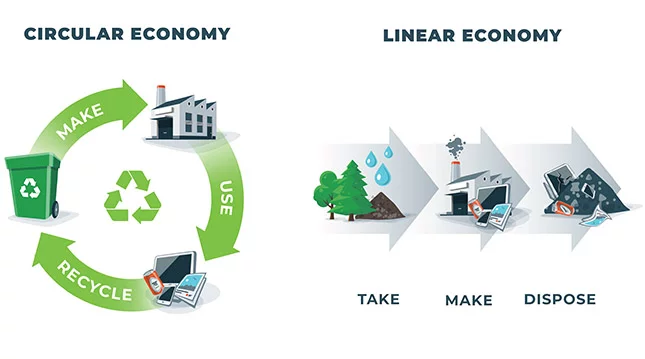 CIRCULAR ECONOMY
MAKE
USE
RECYCLE
LINEAR ECONOMY
TAKE
MAKE
DISPOSE